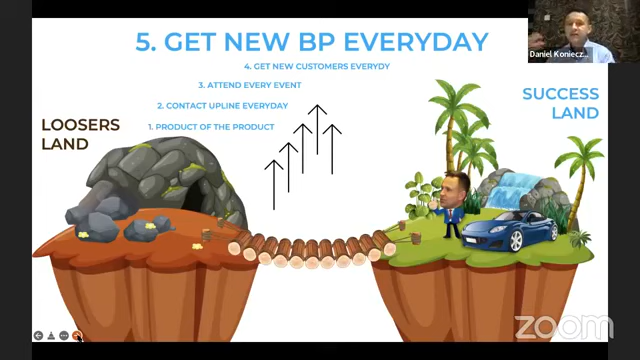 5. GET NEW BP EVERYDAY
4. GET NEW CUSTOMERS EVERYDY
3. ATTEND EVERY EVENT
2. CONTACT UPLINE EVERYDAY
1. PRODUCT OF THE PRODUCT
LOOSERS
LAND
SUCCESS
LAND
Daniel Koniecz...
zoom